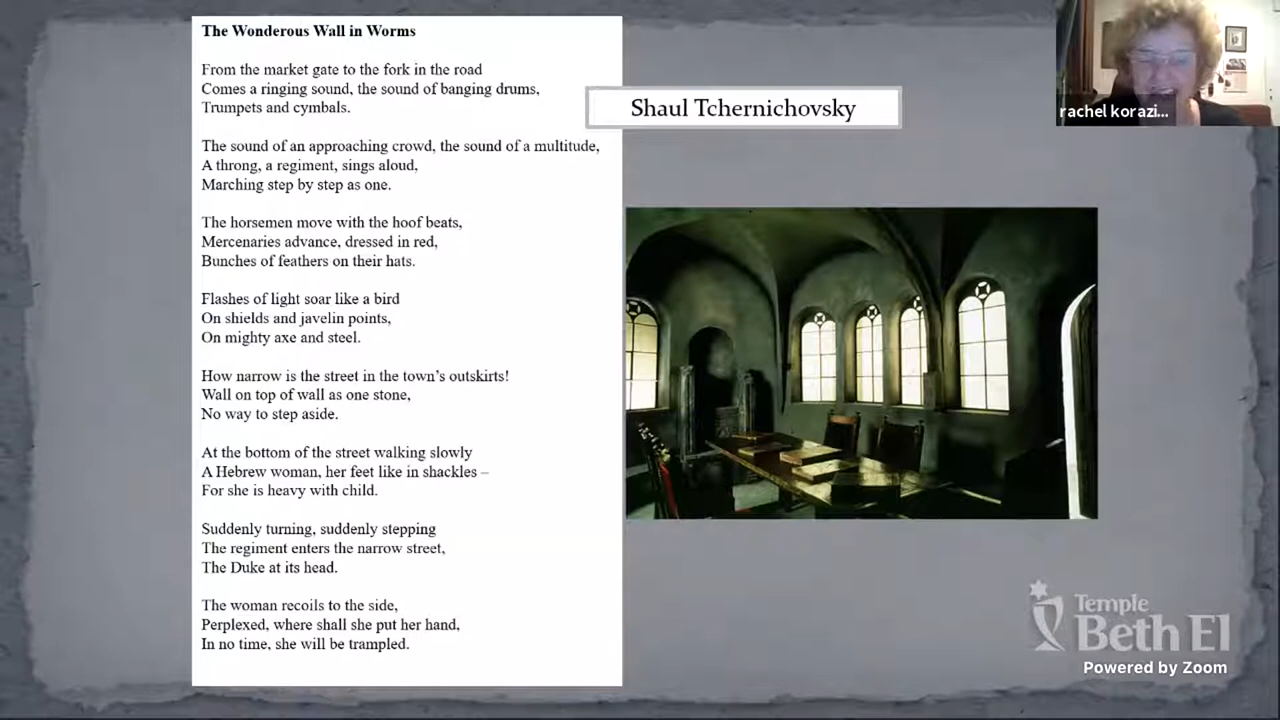 The Wonderous Wall in Worms
From the market gate to the fork in the road
Comes a ringing sound, the sound of banging drums,
Trumpets and cymbals.
The sound of an approaching crowd, the sound of a multitude,
A throng, a regiment, sings aloud,
Marching step by step as one.
The horsemen move with the hoof beats,
Mercenaries advance, dressed in red,
Bunches of feathers on their hats.
Flashes of light soar like a bird
On shields and javelin points,
On mighty axe and steel.
How narrow is the street in the town’s outskirts!
Wall on top of wall as one stone,
No way to step aside.
At the bottom of the street walking slowly
A Hebrew woman, her feet like in shackles –
For she is heavy with child.
Suddenly turning, suddenly stepping
The regiment enters the narrow street,
The Duke at its head.
The woman recoils to the side,
Perplexed, where shall she put her hand,
In no time, she will be trampled.
Shaul Tchernichovsky
rachel korazi...
Temple
Beth El
Powered by Zoom